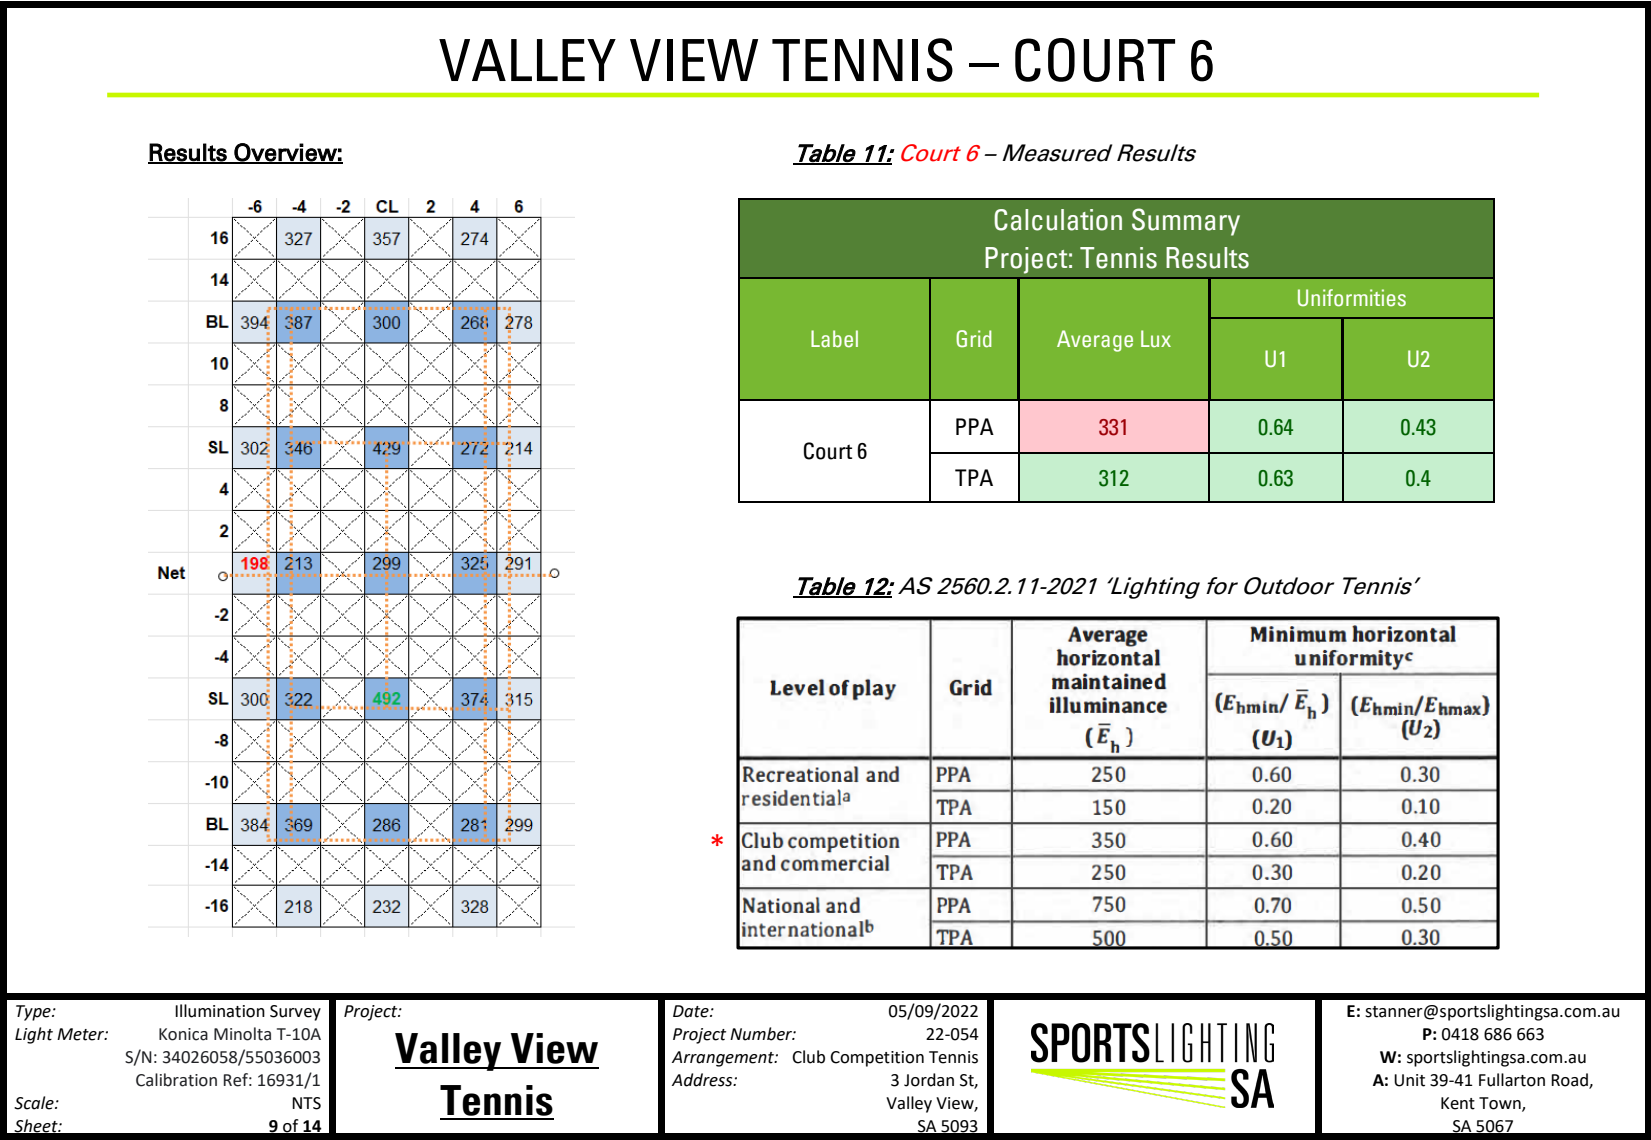 VALLEY VIEW TENNIS – COURT 6
Results Overview:
-6 -4 -2 CL 2 4 6
16 327 357 274
14
BL 394 387 300 268 278
10
8
SL 302 346 429 272 214
4
2
Net 198 213 299 325 291
-2
-4
SL 300 322 492 374 315
-8
-10
BL 384 369 286 281 299
-14
-16 218 232 328
Table 11: Court 6 – Measured Results
Calculation Summary
Project: Tennis Results
Label Grid Average Lux Uniformities
U1 U2
Court 6 PPA 331 0.64 0.43
TPA 312 0.63 0.4
Table 12: AS 2560.2.11-2021 ‘Lighting for Outdoor Tennis’
Level of play Grid Average
horizontal
maintained
illuminance
(E̅h)
Minimum horizontal
uniformityᶜ
(Ehmin/ E̅h)
(U1)
(Ehmin/Ehmax)
(U2)
Recreational and
residentialᵃ
PPA 250 0.60 0.30
TPA 150 0.20 0.10
* Club competition
and commercial
PPA 350 0.60 0.40
TPA 250 0.30 0.20
National and
internationalᵇ
PPA 750 0.70 0.50
TPA 500 0.50 0.30
Type: Illumination Survey
Light Meter: Konica Minolta T-10A
S/N: 34026058/55036003
Calibration Ref: 16931/1
Scale: NTS
Sheet: 9 of 14
Project:
Valley View
Tennis
Date: 05/09/2022
Project Number: 22-054
Arrangement: Club Competition Tennis
Address: 3 Jordan St,
Valley View,
SA 5093
SPORTSLIGHTING
SA
E: stanner@sportslightingsa.com.au
P: 0418 686 663
W: sportslightingsa.com.au
A: Unit 39-41 Fullarton Road,
Kent Town,
SA 5067